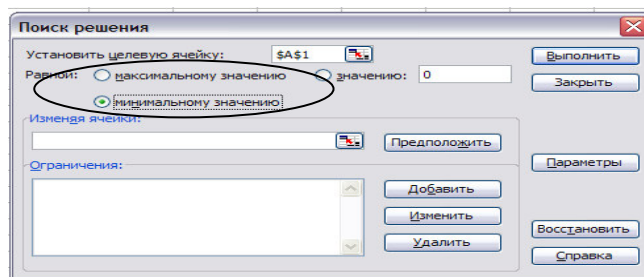 Поиск решения
Установить целевую ячейку: $A$1 Выполнить
Равной: максимальному значению значению: 0 Закрыть
минимальному значению
Изменяя ячейки:
Предположить
Ограничения: Параметры
Добавить
Изменить
Восстановить
Удалить
Справка